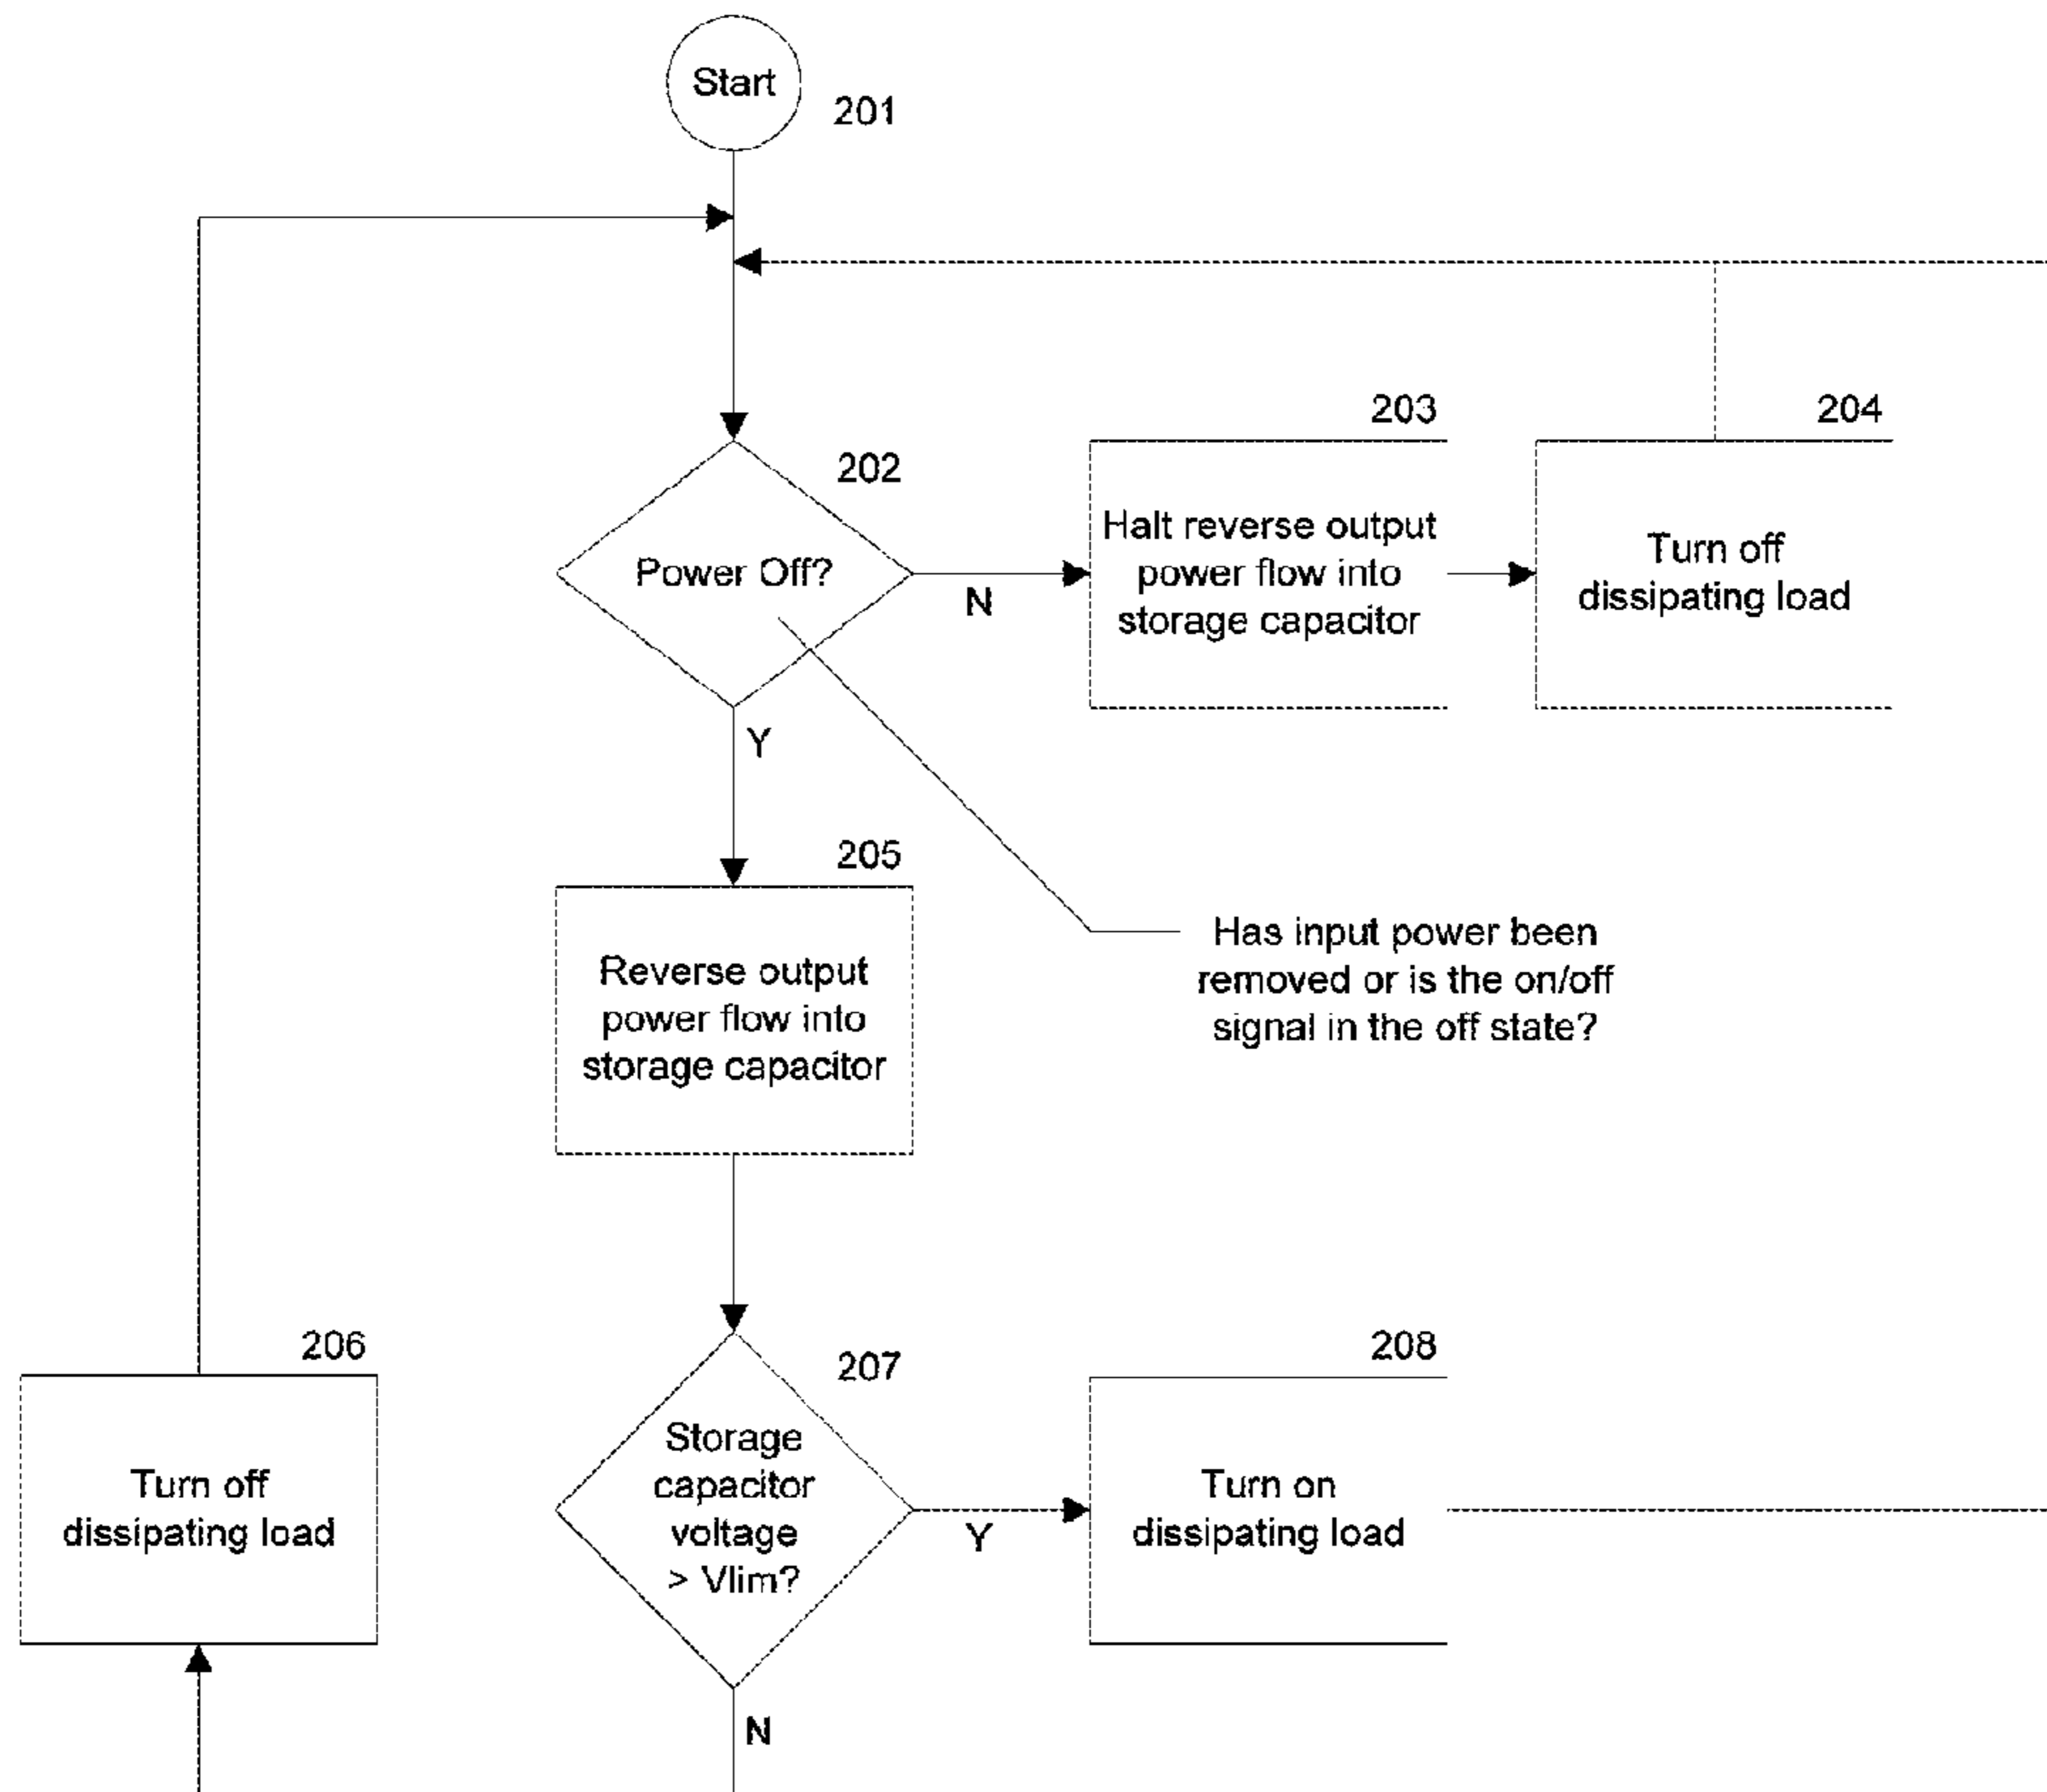 Start
201
202
Power Off?
N
Y
203
Halt reverse output
power flow into
storage capacitor
204
Turn off
dissipating load
205
Reverse output
power flow into
storage capacitor
Has input power been
removed or is the on/off
signal in the off state?
206
Turn off
dissipating load
207
Storage
capacitor
voltage
> Vlim?
Y
N
208
Turn on
dissipating load